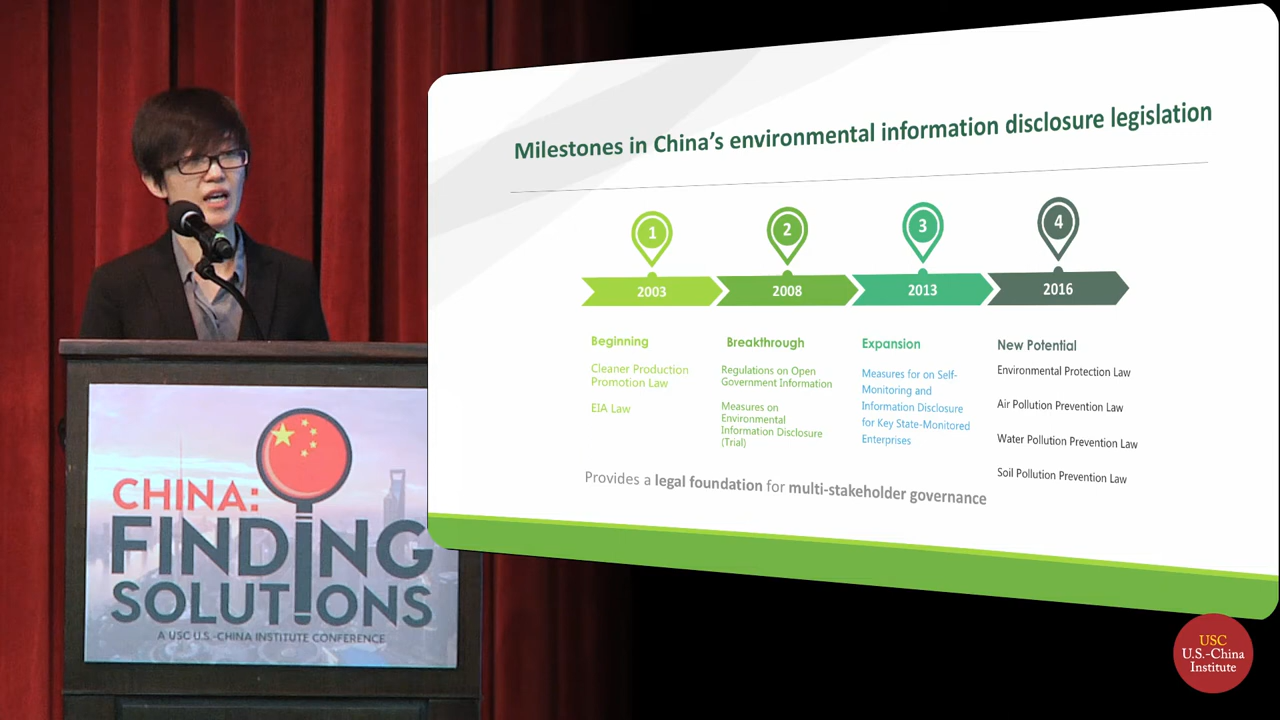 Milestones in China's environmental information disclosure legislation
1
2
3
4
2003
2008
2013
2016
Beginning
Cleaner Production
Promotion Law
EIA Law
Breakthrough
Regulations on Open
Government Information
Measures on
Environmental
Information Disclosure
(Trial)
Expansion
Measures for on Self-
Monitoring and
Information Disclosure
for Key State-Monitored
Enterprises
New Potential
Environmental Protection Law
Air Pollution Prevention Law
Water Pollution Prevention Law
Soil Pollution Prevention Law
Provides a legal foundation for multi-stakeholder governance
CHINA:
FINDING
SOLUTIONS
A USC U.S.-CHINA INSTITUTE CONFERENCE
USC
U.S.-China
Institute